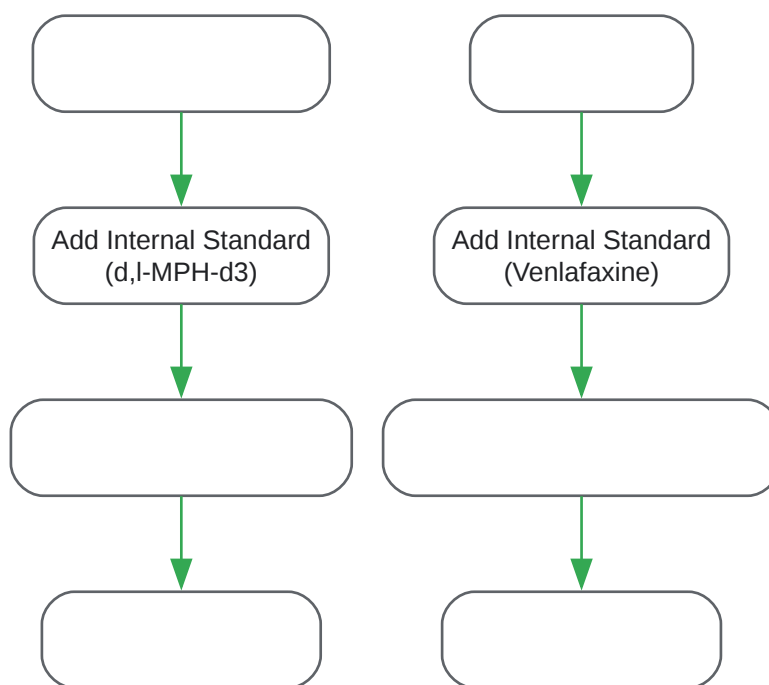 Add Internal Standard
(d,l-MPH-d3)
Add Internal Standard
(Venlafaxine)